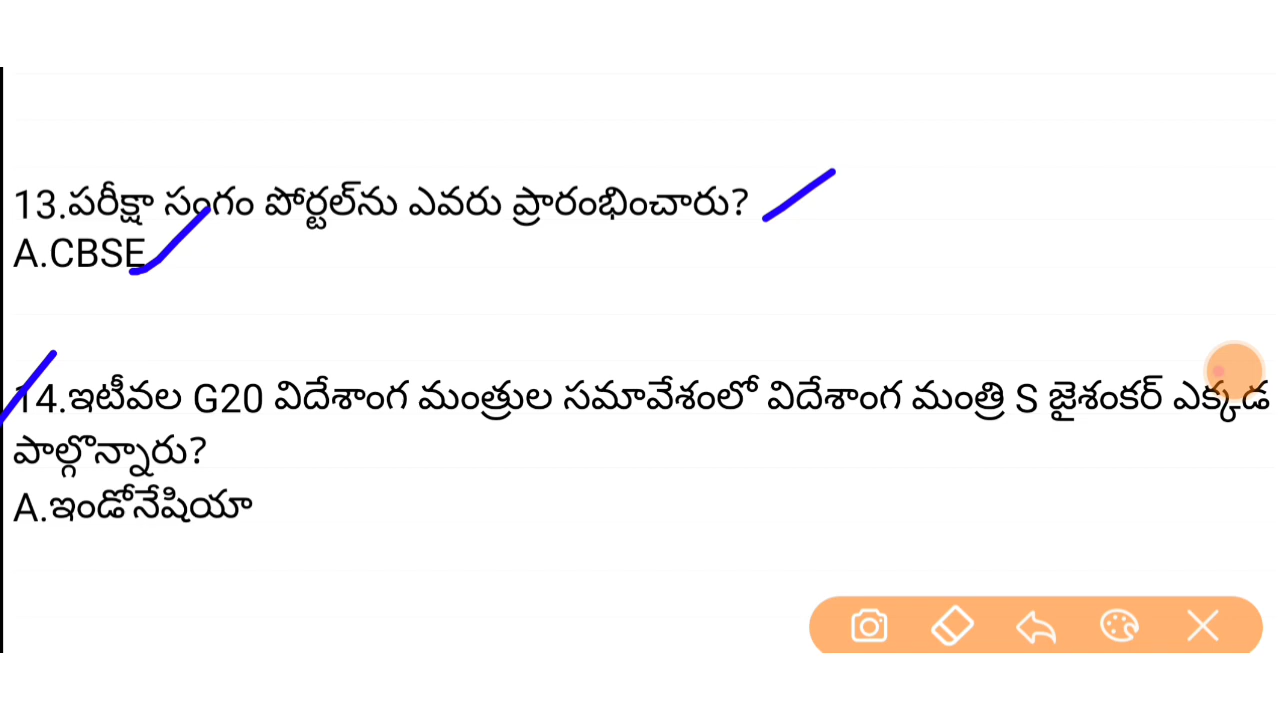 13.పరీక్షా సంగం పోర్టల్‌ను ఎవరు ప్రారంభించారు?
A.CBSE
14.ఇటీవల G20 విదేశాంగ మంత్రుల సమావేశంలో విదేశాంగ మంత్రి S జైశంకర్ ఎక్కడ
పాల్గొన్నారు?
A.ఇండోనేషియా